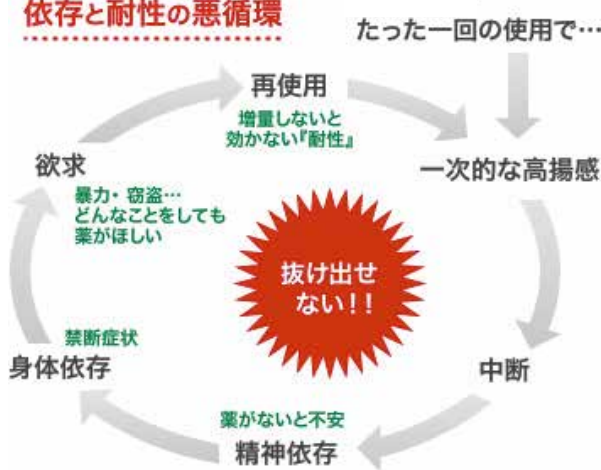 依存と耐性の悪循環
たった一回の使用で…
再使用
増量しないと
効かない『耐性』
一次的な高揚感
欲求
暴力・窃盗…
どんなことをしても
薬がほしい
抜け出せ
ない！！
禁断症状
身体依存
中断
薬がないと不安
精神依存